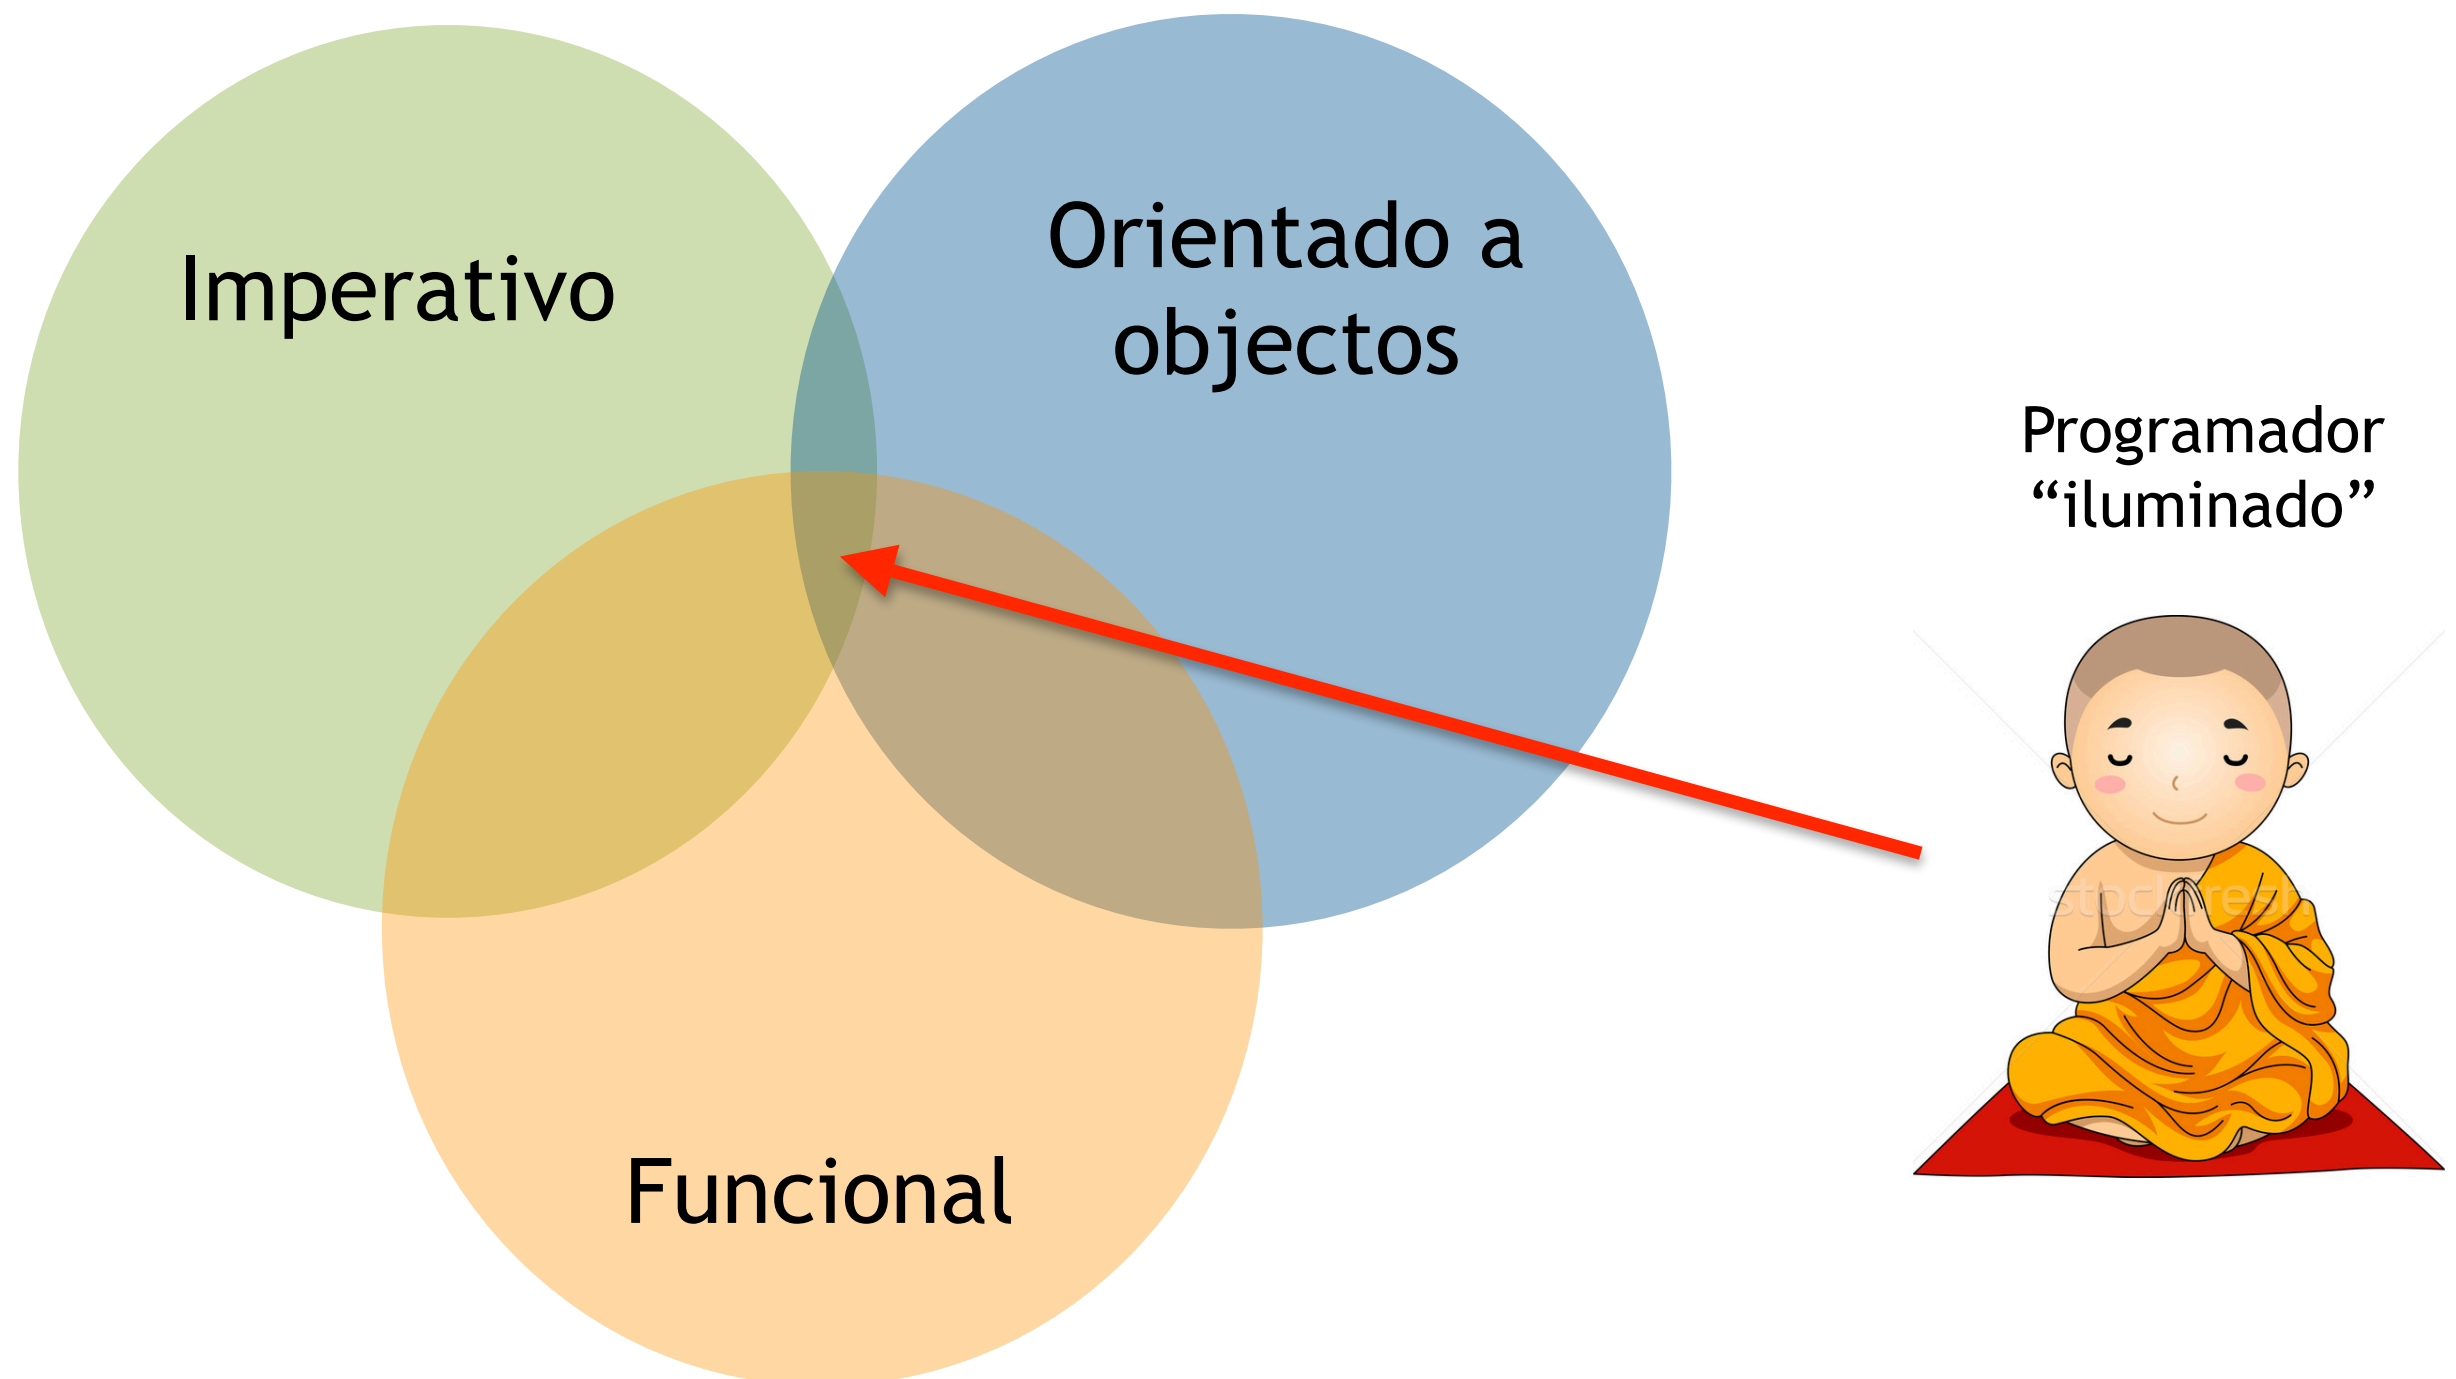 Imperativo
Orientado a
objectos
Programador
“iluminado”
Funcional